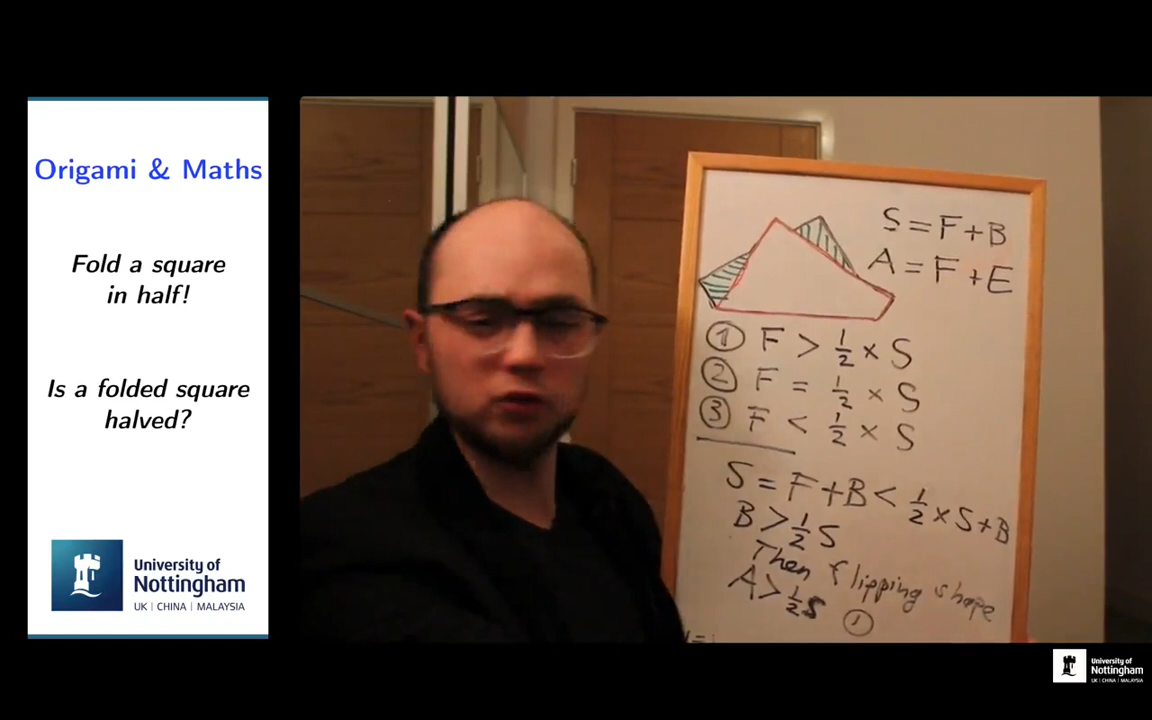 Origami & Maths
Fold a square
in half!
Is a folded square
halved?
University of
Nottingham
UK | CHINA | MALAYSIA
S = F + B
A = F + E
① F > 1/2 × S
② F = 1/2 × S
③ F < 1/2 × S
S = F + B < 1/2 × S + B
B > 1/2 S
Then flipping shape
A > 1/2 S ①
University of
Nottingham
UK | CHINA | MALAYSIA